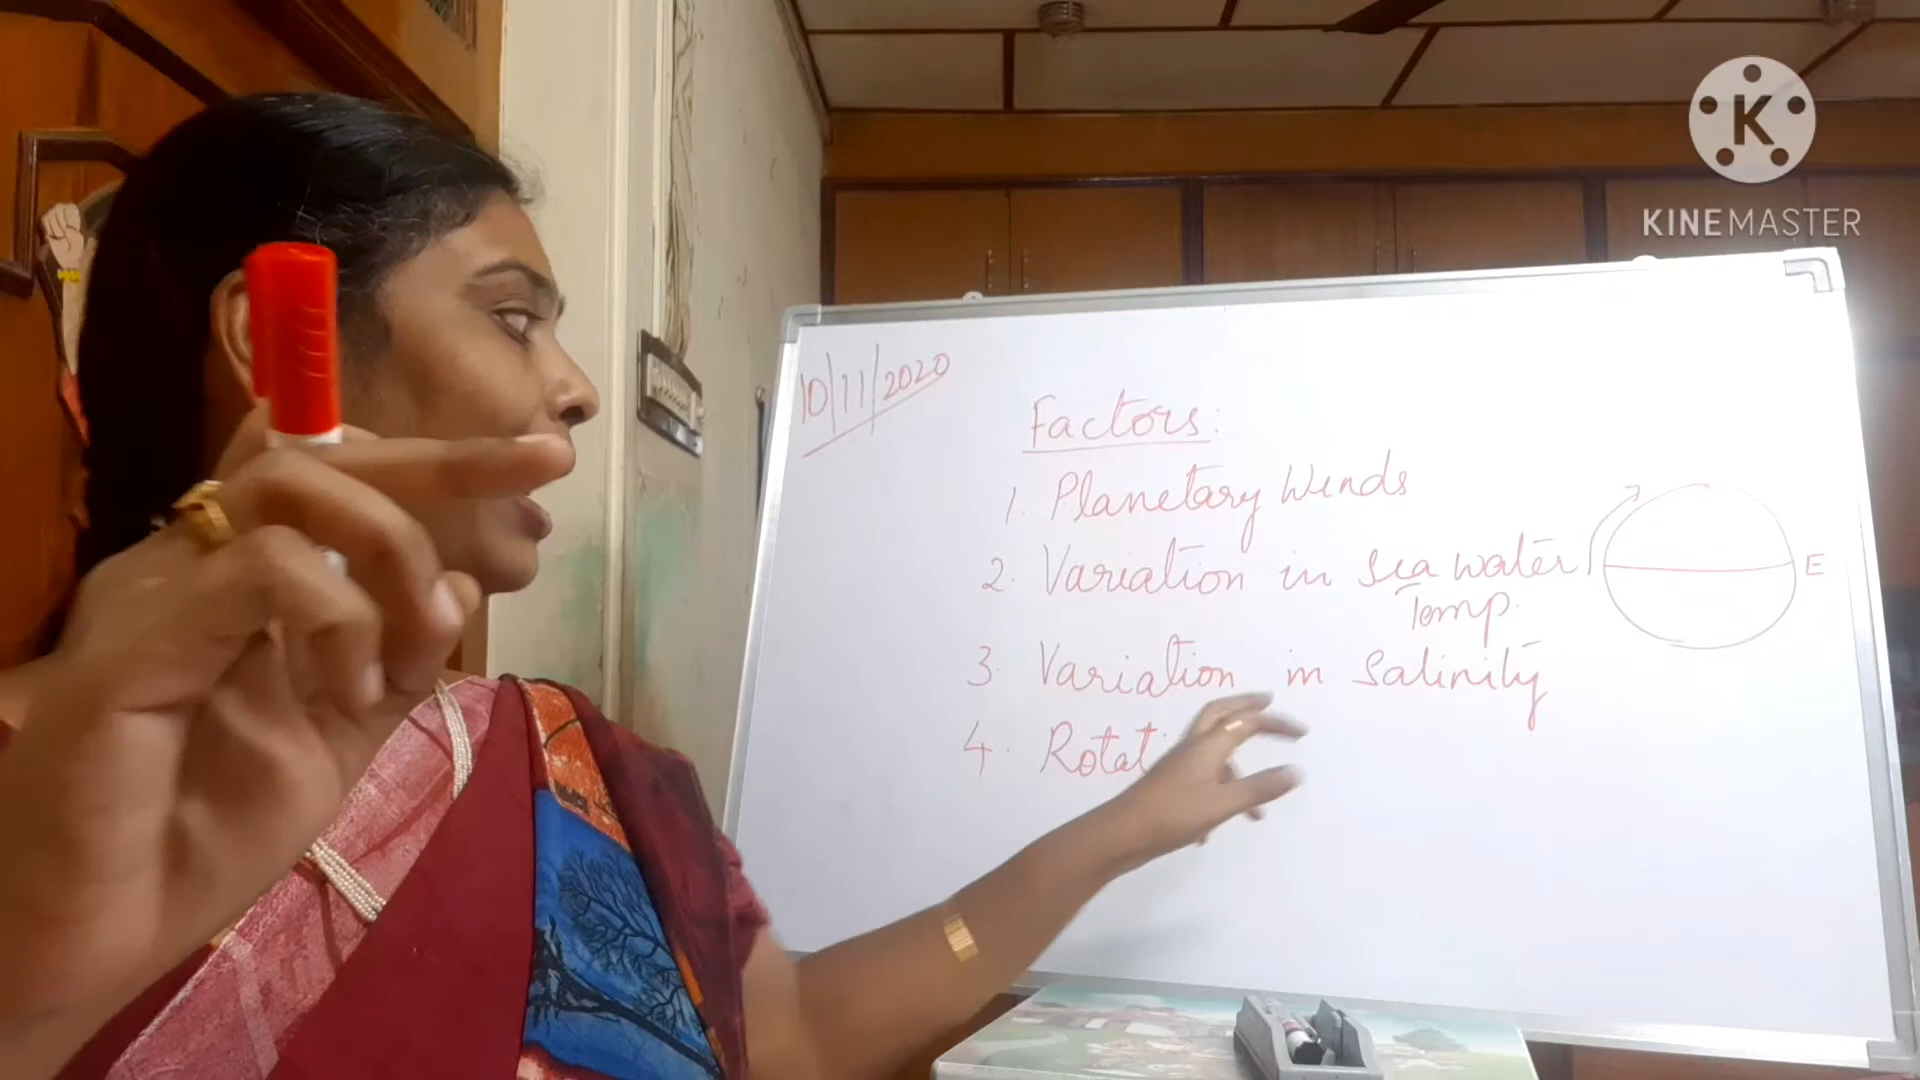 KINEMASTER
10/11/2020
Factors:
1. Planetary Winds
2. Variation in Sea water
Temp.
E
3. Variation in Salinity
4. Rotati